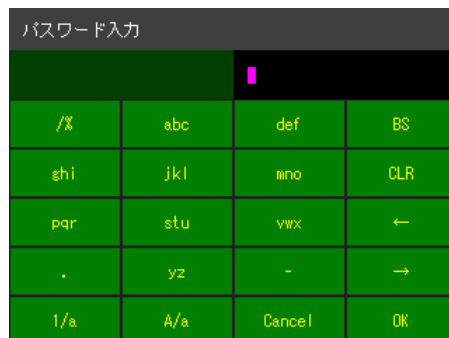 パスワード入力
/% abc def BS
ghi jkl mno CLR
pqr stu vwx ←
. yz - →
1/a A/a Cancel OK